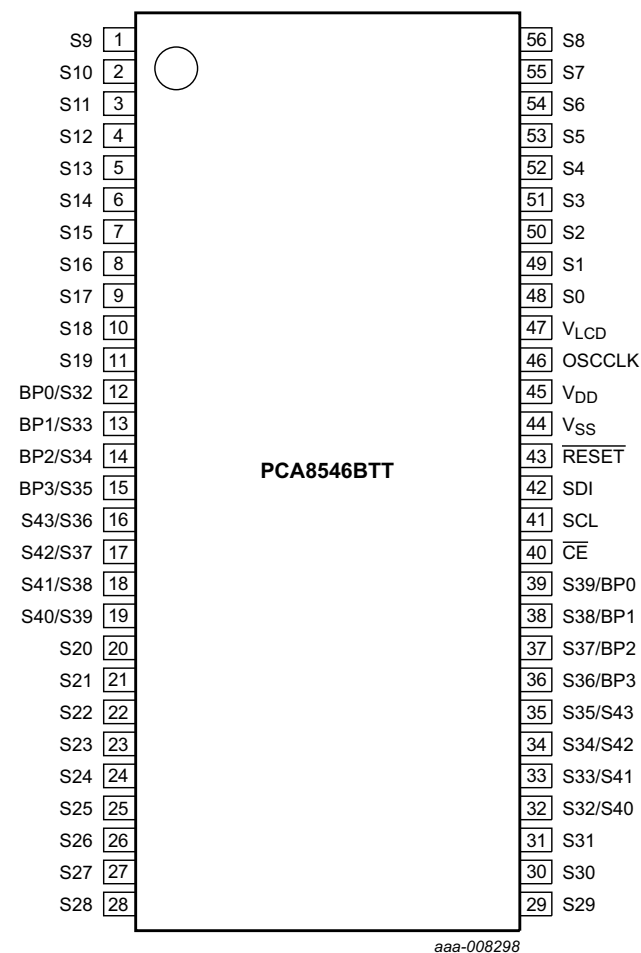 S9 1 56 S8
S10 2 55 S7
S11 3 54 S6
S12 4 53 S5
S13 5 52 S4
S14 6 51 S3
S15 7 50 S2
S16 8 49 S1
S17 9 48 S0
S18 10 47 VLCD
S19 11 46 OSCCLK
BP0/S32 12 45 VDD
BP1/S33 13 44 VSS
BP2/S34 14 43 RESET
PCA8546BTT
BP3/S35 15 42 SDI
S43/S36 16 41 SCL
S42/S37 17 40 CE
S41/S38 18 39 S39/BP0
S40/S39 19 38 S38/BP1
S20 20 37 S37/BP2
S21 21 36 S36/BP3
S22 22 35 S35/S43
S23 23 34 S34/S42
S24 24 33 S33/S41
S25 25 32 S32/S40
S26 26 31 S31
S27 27 30 S30
S28 28 29 S29
aaa-008298